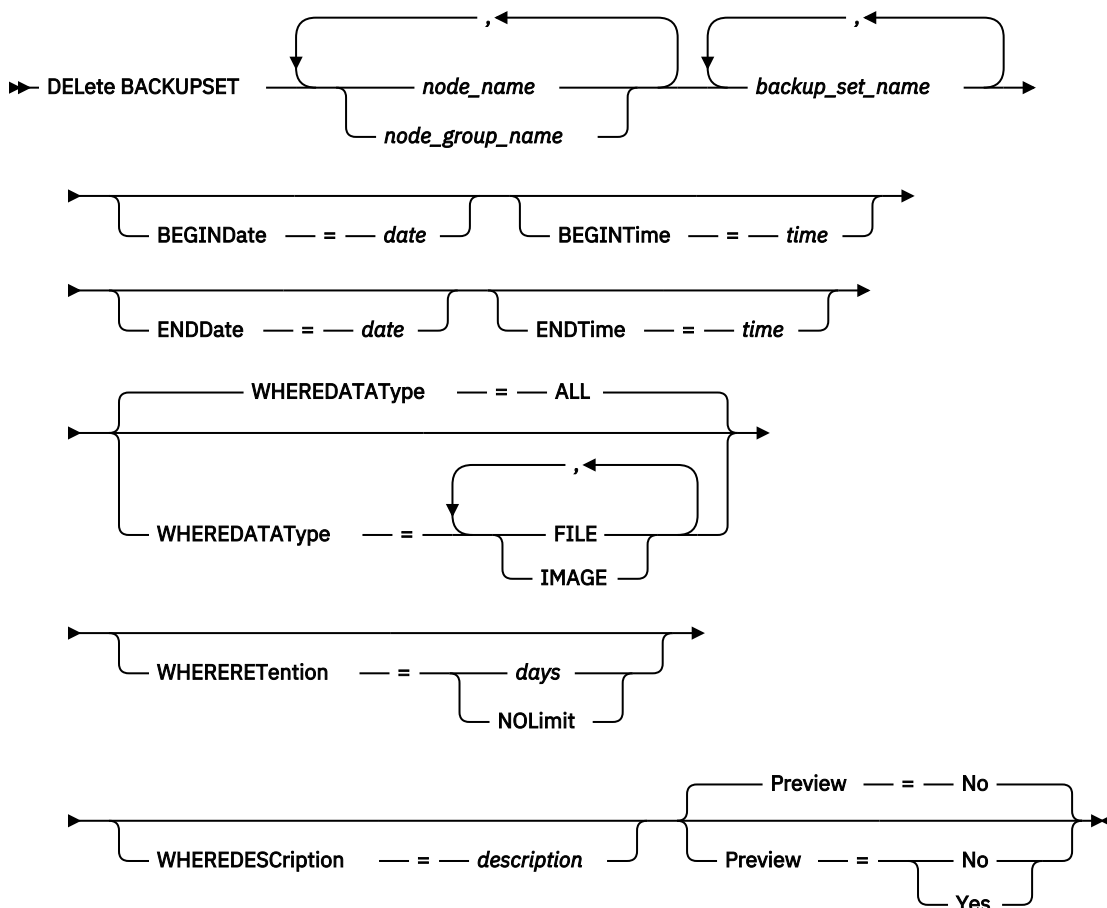 , ,
DELete BACKUPSET node_name backup_set_name
node_group_name
BEGINDate = date BEGINTime = time
ENDDate = date ENDTime = time
WHEREDATAType = ALL
,
WHEREDATAType = FILE
IMAGE
WHERERETention = days
NOLimit
Preview = No
WHEREDESCription = description Preview = No
Yes